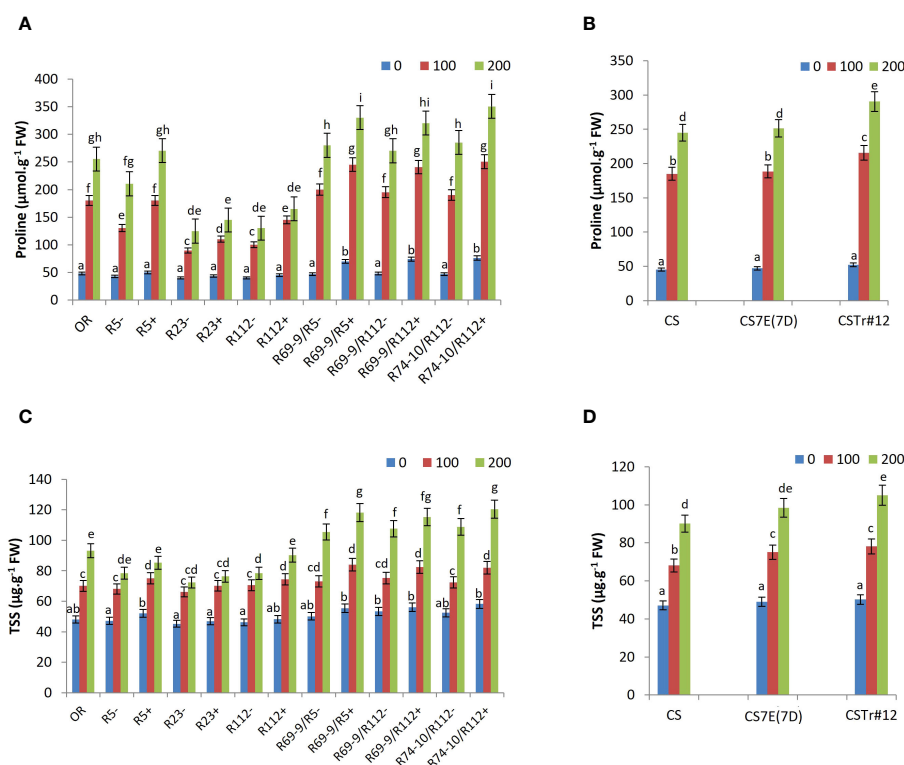 A
0 100 200
Proline (µmol.g⁻¹ FW)
400
350
300
250
200
150
100
50
0
a f gh a e fg a f gh a c de a d e a c de a e de a f h b g i a f gh b g hi a f h b g i
OR R5- R5+ R23- R23+ R112- R112+ R69-9/R5- R69-9/R5+ R69-9/R112- R69-9/R112+ R74-10/R112- R74-10/R112+
B
0 100 200
Proline (µmol.g⁻¹ FW)
350
300
250
200
150
100
50
0
a b d a b d a c e
CS CS7E(7D) CSTr#12
C
0 100 200
TSS (µg.g⁻¹ FW)
140
120
100
80
60
40
20
0
ab c e a c de b c e a c cd a c cd a c d a c e ab cd f b d g b cd f b d fg ab c f b d g
OR R5- R5+ R23- R23+ R112- R112+ R69-9/R5- R69-9/R5+ R69-9/R112- R69-9/R112+ R74-10/R112- R74-10/R112+
D
0 100 200
TSS (µg.g⁻¹ FW)
120
100
80
60
40
20
0
a b d a c de a c e
CS CS7E(7D) CSTr#12